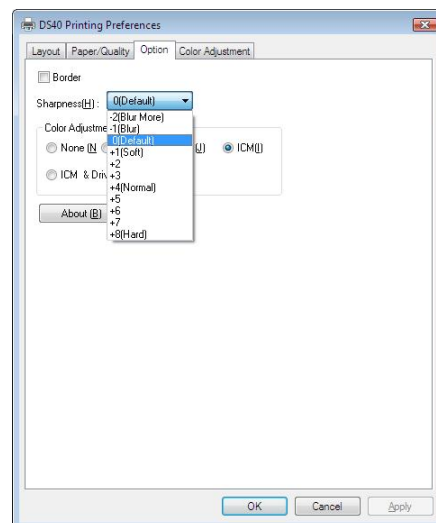 DS40 Printing Preferences
Layout Paper/Quality Option Color Adjustment
Border
Sharpness(H) : 0(Default)
-2(Blur More)
-1(Blur)
0(Default)
+1(Soft)
+2
+3
+4(Normal)
+5
+6
+7
+8(Hard)
Color Adjustme
None (N U) ICM(I)
ICM & Driv
About (B)
OK Cancel Apply